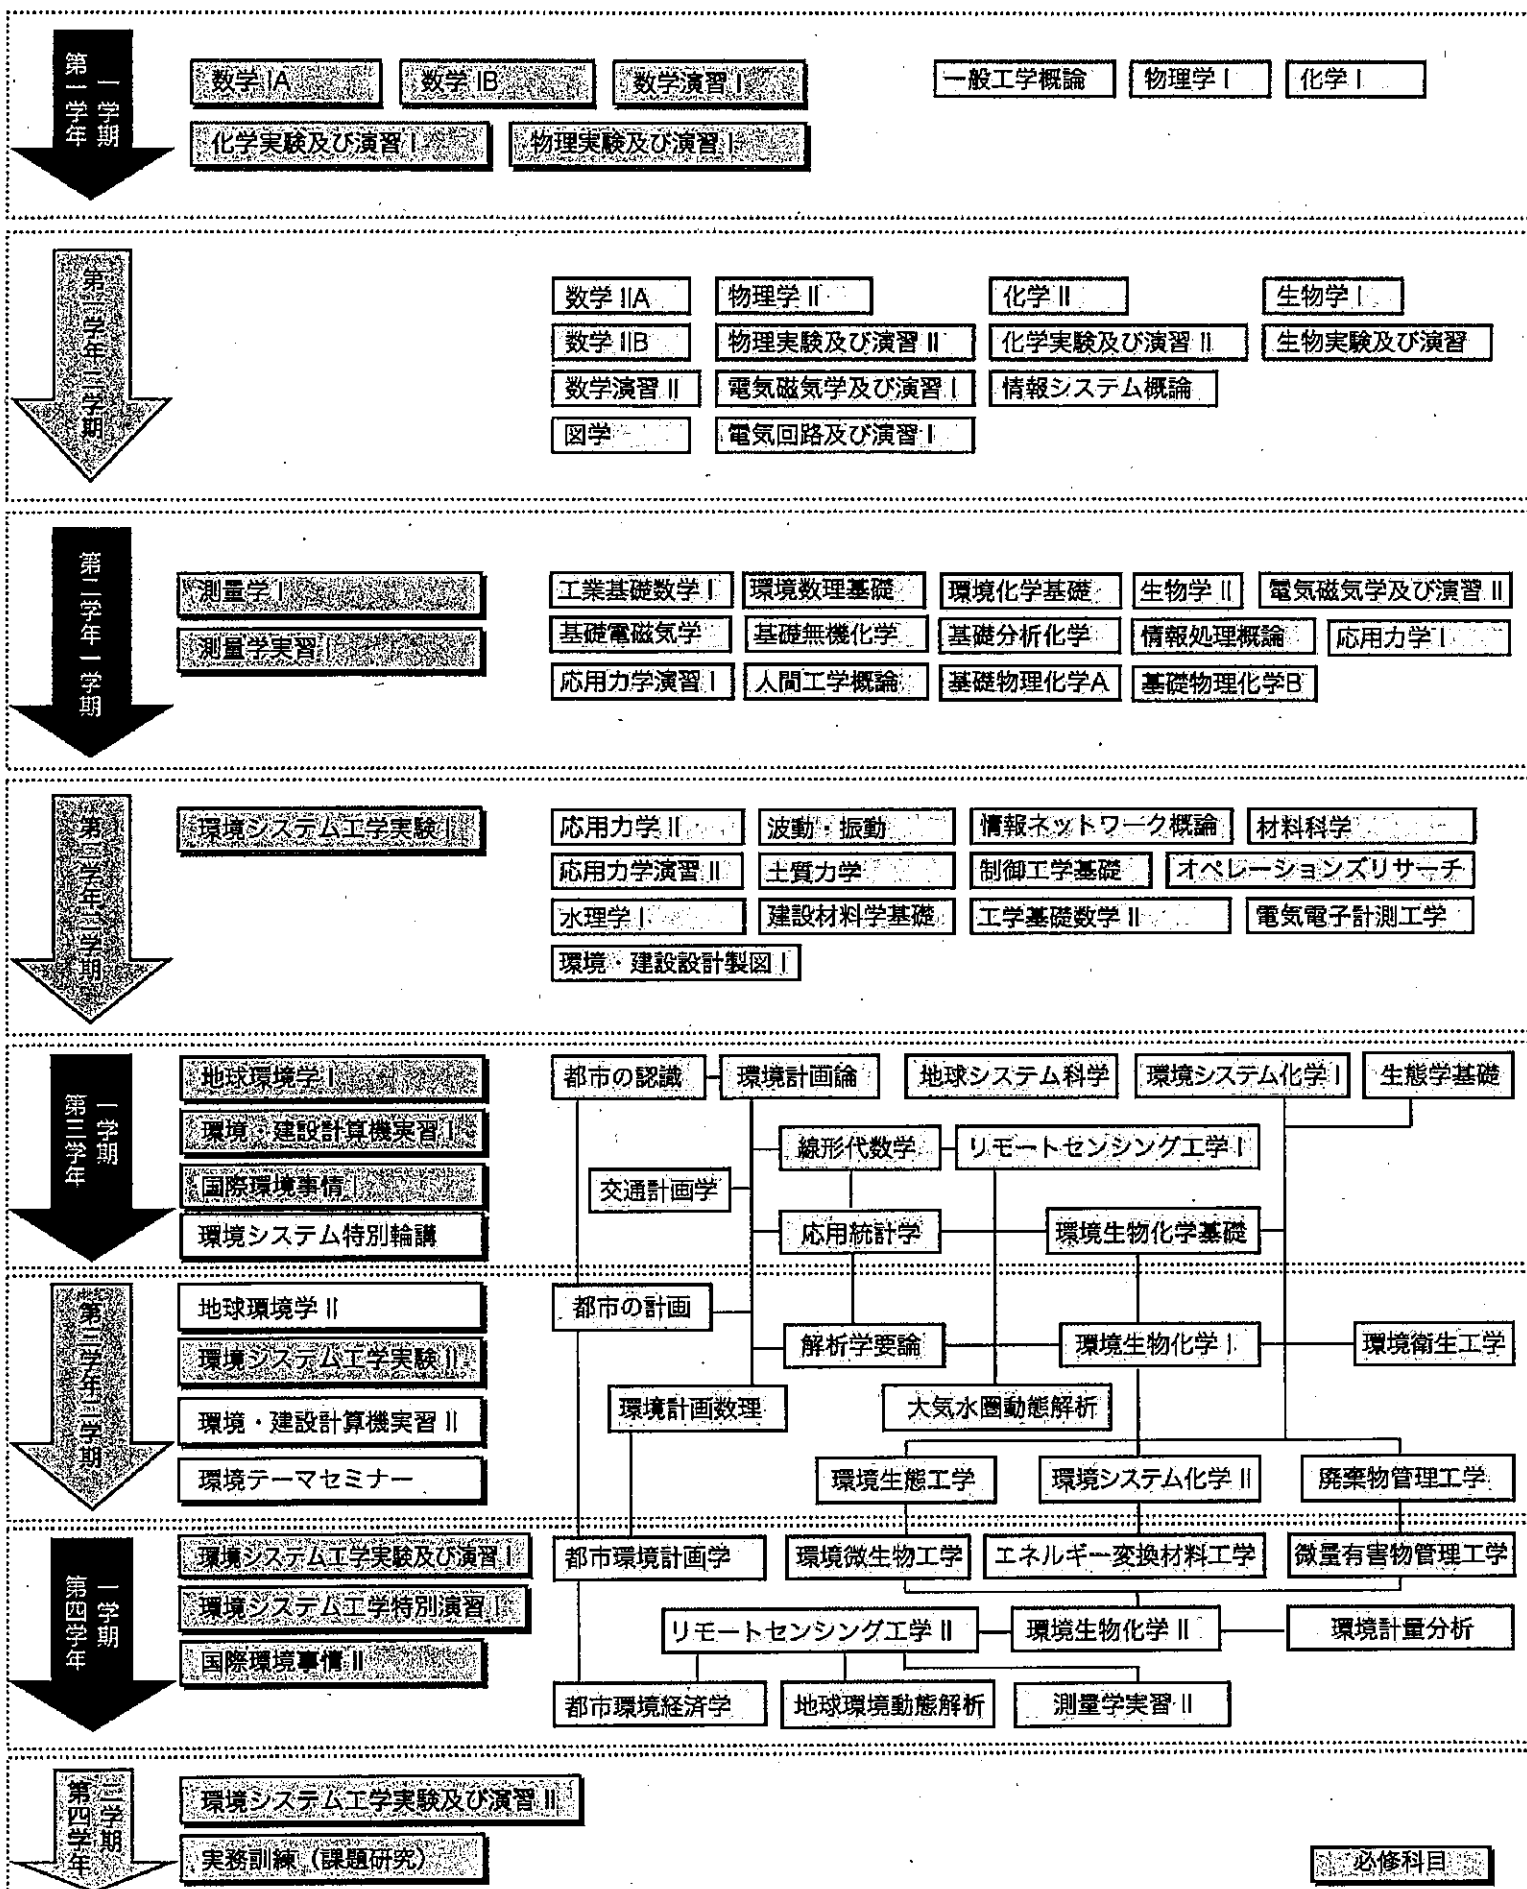 第一学年 一学期
数学 IA 数学 IB 数学演習 I 一般工学概論 物理学 I 化学 I
化学実験及び演習 I 物理実験及び演習 I
第一学年 二学期
数学 IIA 物理学 II 化学 II 生物学 I
数学 IIB 物理実験及び演習 II 化学実験及び演習 II 生物実験及び演習
数学演習 II 電気磁気学及び演習 I 情報システム概論
図学 電気回路及び演習 I
第二学年 一学期
測量学 I 工業基礎数学 I 環境数理基礎 環境化学基礎 生物学 II 電気磁気学及び演習 II
測量学実習 I 基礎電磁気学 基礎無機化学 基礎分析化学 情報処理概論 応用力学 I
応用力学演習 I 人間工学概論 基礎物理化学A 基礎物理化学B
第二学年 二学期
環境システム工学実験 I 応用力学 II 波動・振動 情報ネットワーク概論 材料科学
応用力学演習 II 土質力学 制御工学基礎 オペレーションズリサーチ
水理学 I 建設材料学基礎 工学基礎数学 II 電気電子計測工学
環境・建設設計製図 I
第三学年 一学期
地球環境学 I 都市の認識 環境計画論 地球システム科学 環境システム化学 I 生態学基礎
環境・建設計算機実習 I 線形代数学 リモートセンシング工学 I
国際環境事情 I 交通計画学
環境システム特別輪講 応用統計学 環境生物化学基礎
第三学年 二学期
地球環境学 II 都市の計画
環境システム工学実験 II 解析学要論 環境生物化学 I 環境衛生工学
環境・建設計算機実習 II 環境計画数理 大気水圏動態解析
環境テーマセミナー 環境生態工学 環境システム化学 II 廃棄物管理工学
第四学年 一学期
環境システム工学実験及び演習 I 都市環境計画学 環境微生物工学 エネルギー変換材料工学 微量有害物管理工学
環境システム工学特別演習 I リモートセンシング工学 II 環境生物化学 II 環境計量分析
国際環境事情 II 都市環境経済学 地球環境動態解析 測量学実習 II
第四学年 二学期
環境システム工学実験及び演習 II
実務訓練（課題研究） 必修科目